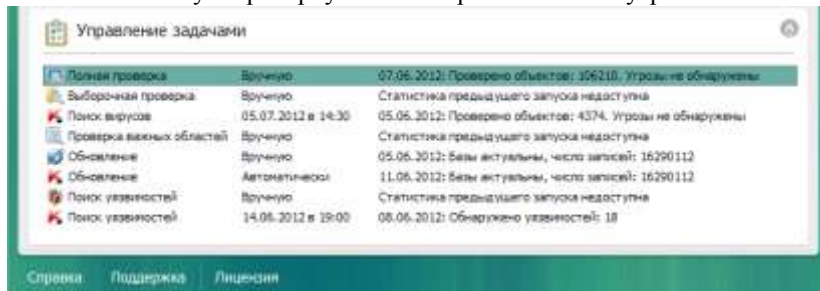 Управление задачами
Полная проверка Вручную 07.06.2012: Проверено объектов: 106210. Угрозы не обнаружены
Выборочная проверка Вручную Статистика предыдущего запуска недоступна
Поиск вирусов 05.07.2012 в 14:30 05.06.2012: Проверено объектов: 4374. Угрозы не обнаружены
Проверка важных областей Вручную Статистика предыдущего запуска недоступна
Обновление Вручную 05.06.2012: Базы актуальны, число записей: 16290112
Обновление Автоматически 11.06.2012: Базы актуальны, число записей: 16290112
Поиск уязвимостей Вручную Статистика предыдущего запуска недоступна
Поиск уязвимостей 14.06.2012 в 19:00 08.06.2012: Обнаружено уязвимостей: 18
Справка Поддержка Лицензия